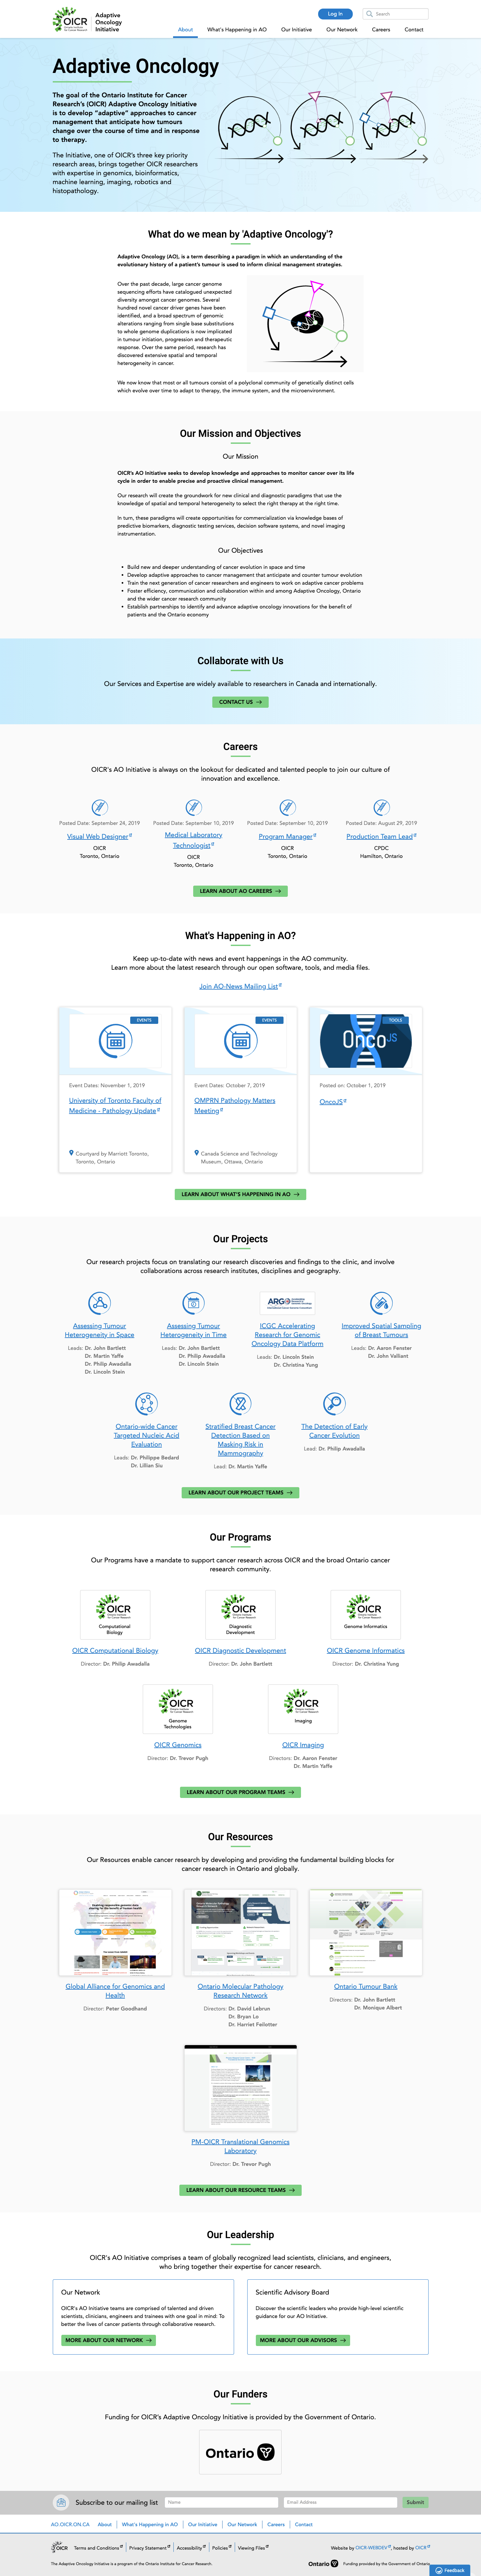 OICR
Ontario Institute
for Cancer Research
Adaptive
Oncology
Initiative
Log In
Search
About
What's Happening in AO
Our Initiative
Our Network
Careers
Contact
Adaptive Oncology
The goal of the Ontario Institute for Cancer
Research's (OICR) Adaptive Oncology Initiative
is to develop "adaptive" approaches to cancer
management that anticipate how tumours
change over the course of time and in response
to therapy.
The Initiative, one of OICR's three key priority
research areas, brings together OICR researchers
with expertise in genomics, bioinformatics,
machine learning, imaging, robotics and
histopathology.
What do we mean by 'Adaptive Oncology'?
Adaptive Oncology (AO), is a term describing a paradigm in which an understanding of the
evolutionary history of a patient's tumour is used to inform clinical management strategies.
Over the past decade, large cancer genome
sequencing efforts have catalogued unexpected
diversity amongst cancer genomes. Several
hundred novel cancer driver genes have been
identified, and a broad spectrum of genomic
alterations ranging from single base substitutions
to whole genome duplications is now implicated
in tumour initiation, progression and therapeutic
response. Over the same period, research has
discovered extensive spatial and temporal
heterogeneity in cancer.
We now know that most or all tumours consist of a polyclonal community of genetically distinct cells
which evolve over time to adapt to therapy, the immune system, and the microenvironment.
Our Mission and Objectives
Our Mission
OICR's AO Initiative seeks to develop knowledge and approaches to monitor cancer over its life
cycle in order to enable precise and proactive clinical management.
Our research will create the groundwork for new clinical and diagnostic paradigms that use the
knowledge of spatial and temporal heterogeneity to select the right therapy at the right time.
In turn, these paradigms will create opportunities for commercialization via knowledge bases of
predictive biomarkers, diagnostic testing services, decision software systems, and novel imaging
instrumentation.
Our Objectives
• Build new and deeper understanding of cancer evolution in space and time
• Develop adaptive approaches to cancer management that anticipate and counter tumour evolution
• Train the next generation of cancer researchers and engineers to work on adaptive cancer problems
• Foster efficiency, communication and collaboration within and among Adaptive Oncology, Ontario
and the wider cancer research community
• Establish partnerships to identify and advance adaptive oncology innovations for the benefit of
patients and the Ontario economy
Collaborate with Us
Our Services and Expertise are widely available to researchers in Canada and internationally.
CONTACT US
Careers
OICR's AO Initiative is always on the lookout for dedicated and talented people to join our culture of
innovation and excellence.
Posted Date: September 24, 2019
Visual Web Designer
OICR
Toronto, Ontario
Posted Date: September 10, 2019
Medical Laboratory
Technologist
OICR
Toronto, Ontario
Posted Date: September 10, 2019
Program Manager
OICR
Toronto, Ontario
Posted Date: August 29, 2019
Production Team Lead
CPDC
Hamilton, Ontario
LEARN ABOUT AO CAREERS
What's Happening in AO?
Keep up-to-date with news and event happenings in the AO community.
Learn more about the latest research through our open software, tools, and media files.
Join AO-News Mailing List
EVENTS
Event Dates: November 1, 2019
University of Toronto Faculty of
Medicine - Pathology Update
Courtyard by Marriott Toronto,
Toronto, Ontario
EVENTS
Event Dates: October 7, 2019
OMPRN Pathology Matters
Meeting
Canada Science and Technology
Museum, Ottawa, Ontario
TOOLS
OncoJS
Posted on: October 1, 2019
OncoJS
LEARN ABOUT WHAT'S HAPPENING IN AO
Our Projects
Our research projects focus on translating our research discoveries and findings to the clinic, and involve
collaborations across research institutes, disciplines and geography.
Assessing Tumour
Heterogeneity in Space
Leads: Dr. John Bartlett
Dr. Martin Yaffe
Dr. Philip Awadalla
Dr. Lincoln Stein
Assessing Tumour
Heterogeneity in Time
Leads: Dr. John Bartlett
Dr. Philip Awadalla
Dr. Lincoln Stein
ARGO
ICGC Accelerating
Research for Genomic
Oncology Data Platform
Leads: Dr. Lincoln Stein
Dr. Christina Yung
Improved Spatial Sampling
of Breast Tumours
Leads: Dr. Aaron Fenster
Dr. John Valliant
Ontario-wide Cancer
Targeted Nucleic Acid
Evaluation
Leads: Dr. Philippe Bedard
Dr. Lillian Siu
Stratified Breast Cancer
Detection Based on
Masking Risk in
Mammography
Lead: Dr. Martin Yaffe
The Detection of Early
Cancer Evolution
Lead: Dr. Philip Awadalla
LEARN ABOUT OUR PROJECT TEAMS
Our Programs
Our Programs have a mandate to support cancer research across OICR and the broad Ontario cancer
research community.
OICR
Computational
Biology
OICR Computational Biology
Director: Dr. Philip Awadalla
OICR
Diagnostic
Development
OICR Diagnostic Development
Director: Dr. John Bartlett
OICR
Genome Informatics
OICR Genome Informatics
Director: Dr. Christina Yung
OICR
Genome
Technologies
OICR Genomics
Director: Dr. Trevor Pugh
OICR
Imaging
OICR Imaging
Directors: Dr. Aaron Fenster
Dr. Martin Yaffe
LEARN ABOUT OUR PROGRAM TEAMS
Our Resources
Our Resources enable cancer research by developing and providing the fundamental building blocks for
cancer research in Ontario and globally.
Global Alliance for Genomics and
Health
Director: Peter Goodhand
Ontario Molecular Pathology
Research Network
Directors: Dr. David Lebrun
Dr. Bryan Lo
Dr. Harriet Feilotter
Ontario Tumour Bank
Directors: Dr. John Bartlett
Dr. Monique Albert
PM-OICR Translational Genomics
Laboratory
Director: Dr. Trevor Pugh
LEARN ABOUT OUR RESOURCE TEAMS
Our Leadership
OICR's AO Initiative comprises a team of globally recognized lead scientists, clinicians, and engineers,
who bring together their expertise for cancer research.
Our Network
OICR's AO Initiative teams are comprised of talented and driven
scientists, clinicians, engineers and trainees with one goal in mind: To
better the lives of cancer patients through collaborative research.
MORE ABOUT OUR NETWORK
Scientific Advisory Board
Discover the scientific leaders who provide high-level scientific
guidance for our AO Initiative.
MORE ABOUT OUR ADVISORS
Our Funders
Funding for OICR's Adaptive Oncology Initiative is provided by the Government of Ontario.
Ontario
Subscribe to our mailing list
Name
Email Address
Submit
AO.OICR.ON.CA
About
What's Happening in AO
Our Initiative
Our Network
Careers
Contact
OICR
Terms and Conditions
Privacy Statement
Accessibility
Policies
Viewing Files
Website by OICR-WEBDEV, hosted by OICR
The Adaptive Oncology Initiative is a program of the Ontario Institute for Cancer Research.
Ontario
Funding provided by the Government of Ontario
Feedback